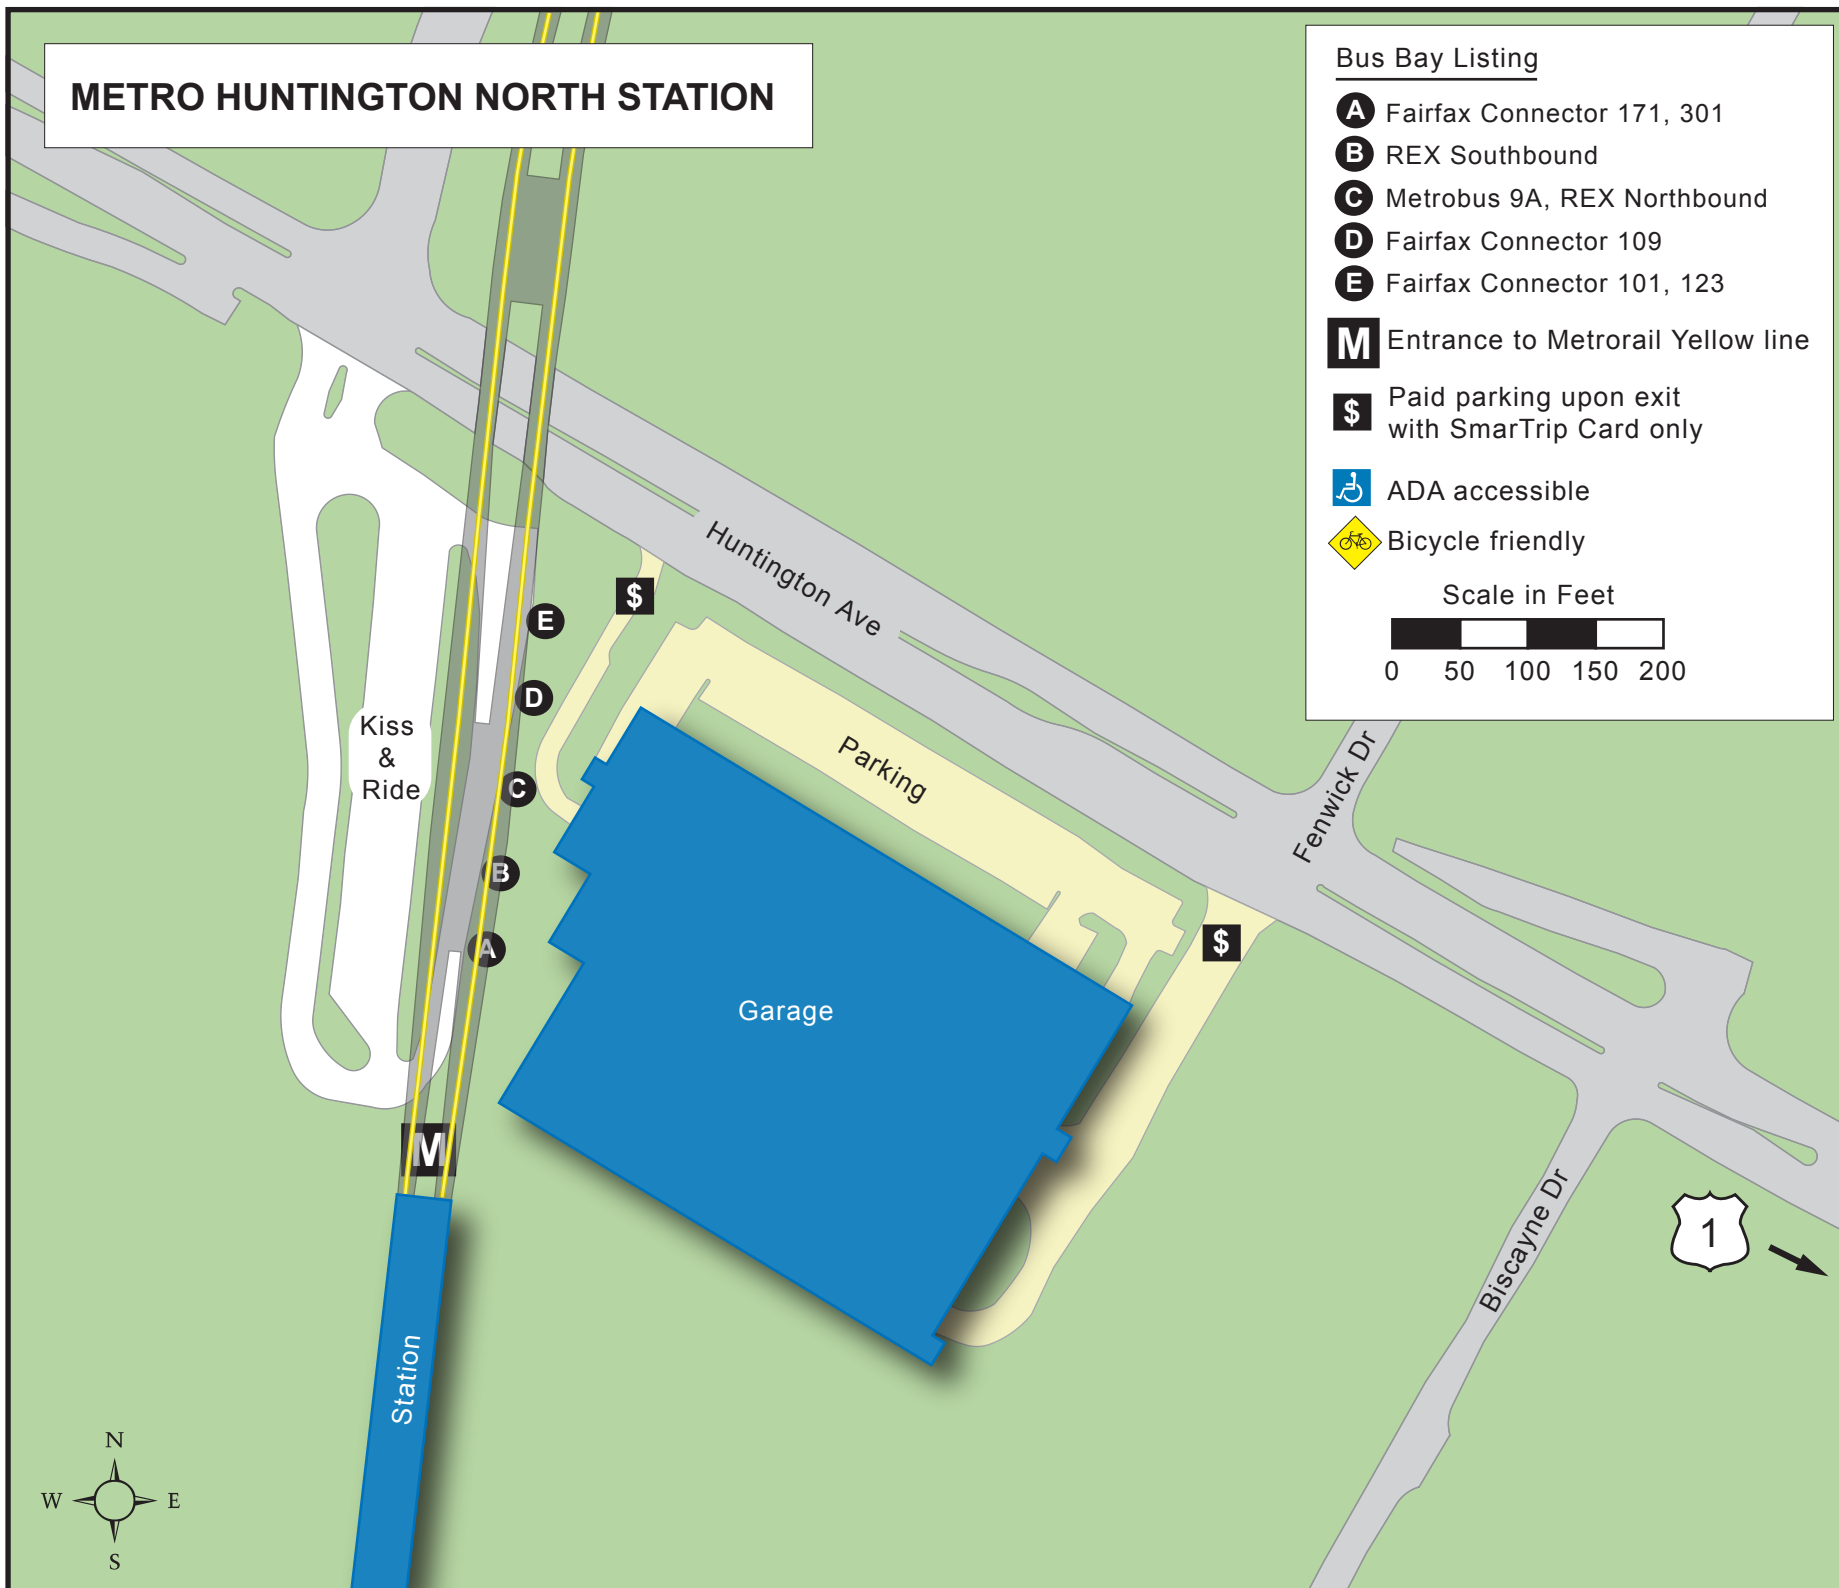 METRO HUNTINGTON NORTH STATION
Bus Bay Listing
A Fairfax Connector 171, 301
B REX Southbound
C Metrobus 9A, REX Northbound
D Fairfax Connector 109
E Fairfax Connector 101, 123
M Entrance to Metrorail Yellow line
$ Paid parking upon exit
with SmarTrip Card only
ADA accessible
Bicycle friendly
Scale in Feet
0 50 100 150 200
Huntington Ave
$
E
D
C
B
A
Kiss
&
Ride
Parking
Fenwick Dr
$
Garage
M
Station
Biscayne Dr
1
N
W E
S